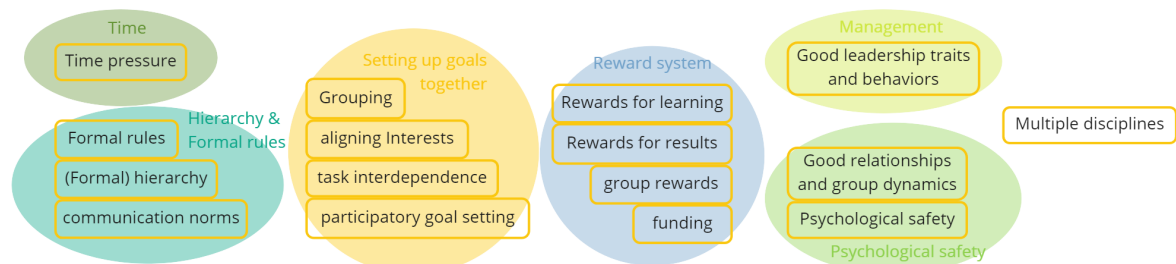 Time
Time pressure
Hierarchy &
Formal rules
Formal rules
(Formal) hierarchy
communication norms
Setting up goals
together
Grouping
aligning Interests
task interdependence
participatory goal setting
Reward system
Rewards for learning
Rewards for results
group rewards
funding
Management
Good leadership traits
and behaviors
Good relationships
and group dynamics
Psychological safety
Psychological safety
Multiple disciplines